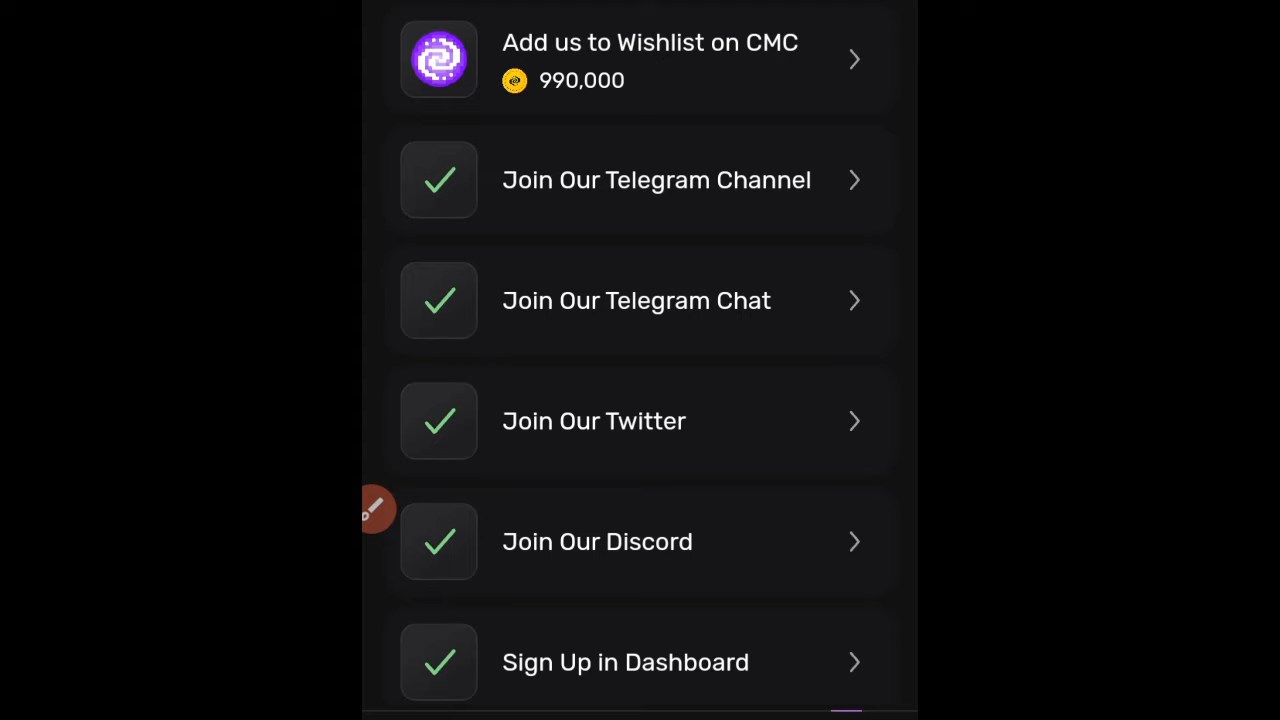 Add us to Wishlist on CMC
990,000
Join Our Telegram Channel
Join Our Telegram Chat
Join Our Twitter
Join Our Discord
Sign Up in Dashboard